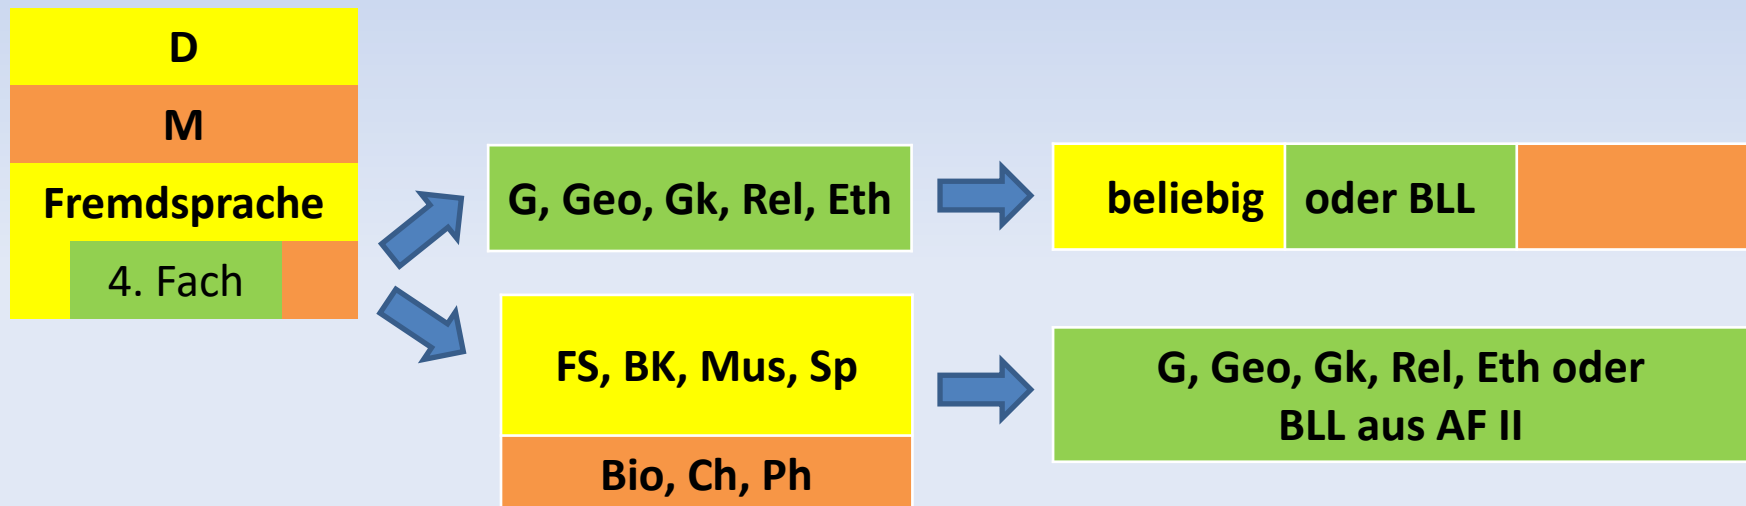 D
M
Fremdsprache
4. Fach
G, Geo, Gk, Rel, Eth
beliebig oder BLL
FS, BK, Mus, Sp
Bio, Ch, Ph
G, Geo, Gk, Rel, Eth oder
BLL aus AF II